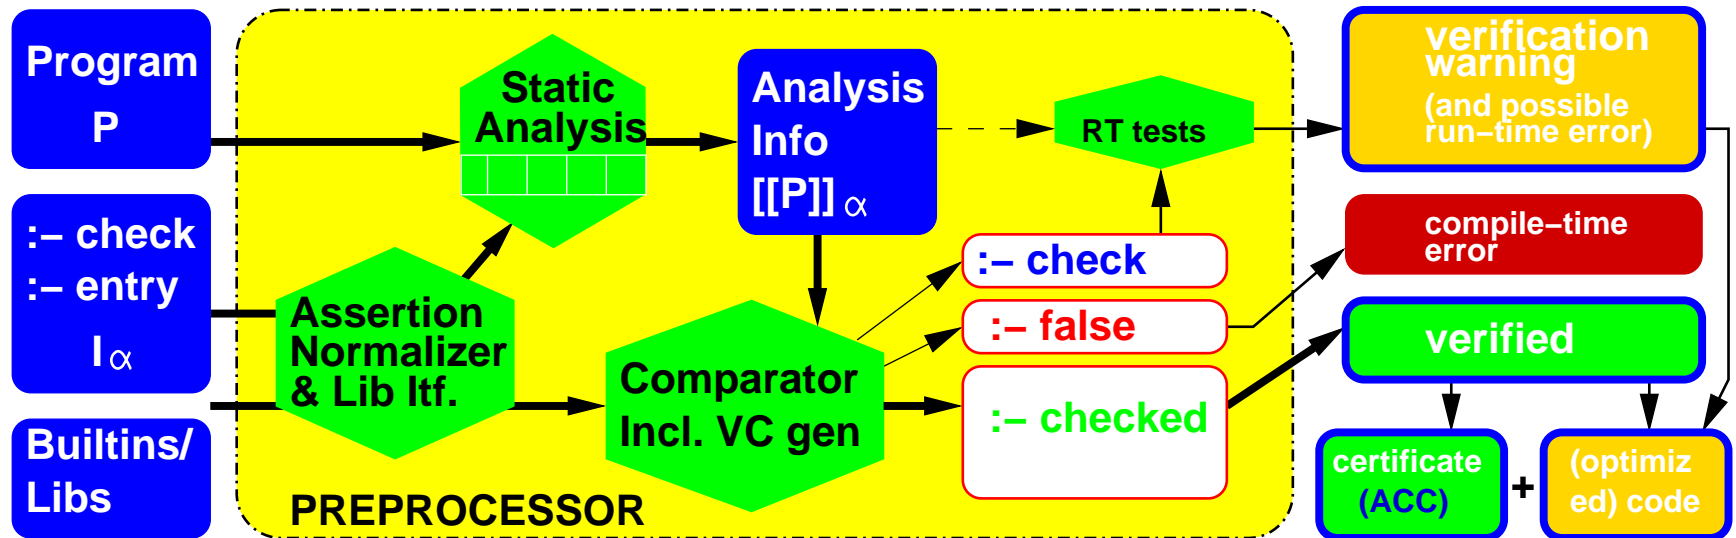 Program
P
:– check
:– entry
I α
Builtins/
Libs
Static
Analysis
Assertion
Normalizer
& Lib Itf.
PREPROCESSOR
Analysis
Info
[[P]] α
Comparator
Incl. VC gen
RT tests
:– check
:– false
:– checked
verification
warning
(and possible
run–time error)
compile–time
error
verified
certificate
(ACC)
+
(optimiz
ed) code